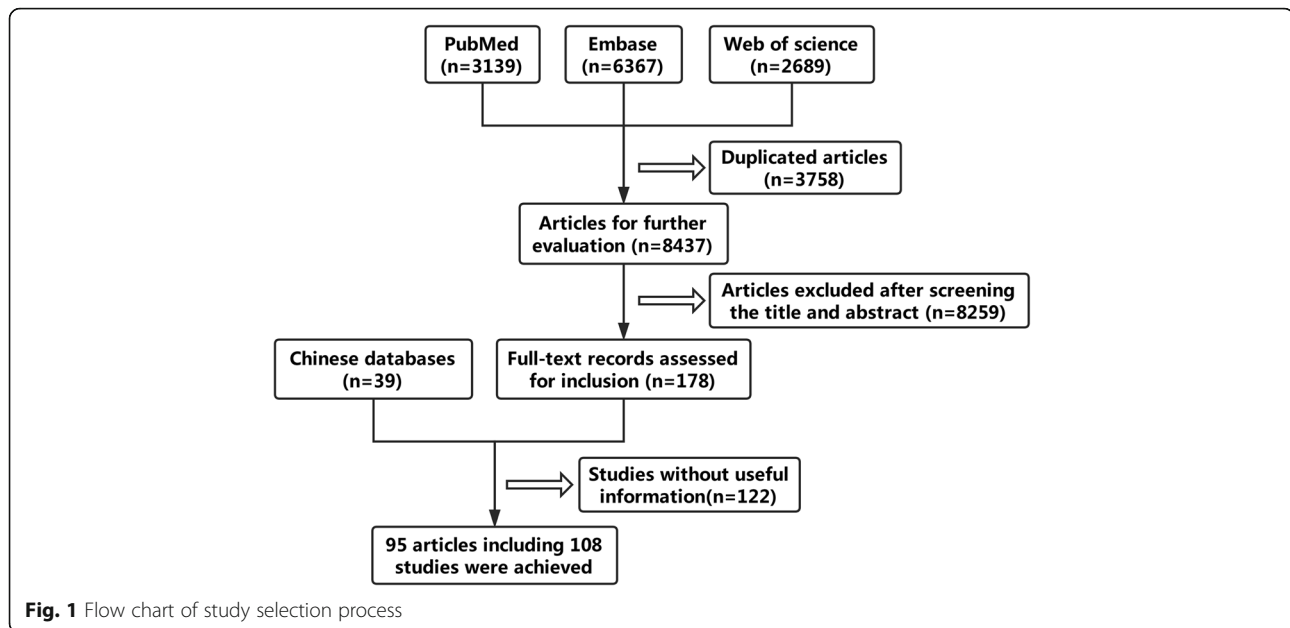 PubMed
(n=3139)
Embase
(n=6367)
Web of science
(n=2689)
Duplicated articles
(n=3758)
Articles for further
evaluation (n=8437)
Articles excluded after screening
the title and abstract (n=8259)
Chinese databases
(n=39)
Full-text records assessed
for inclusion (n=178)
Studies without useful
information(n=122)
95 articles including 108
studies were achieved
Fig. 1 Flow chart of study selection process